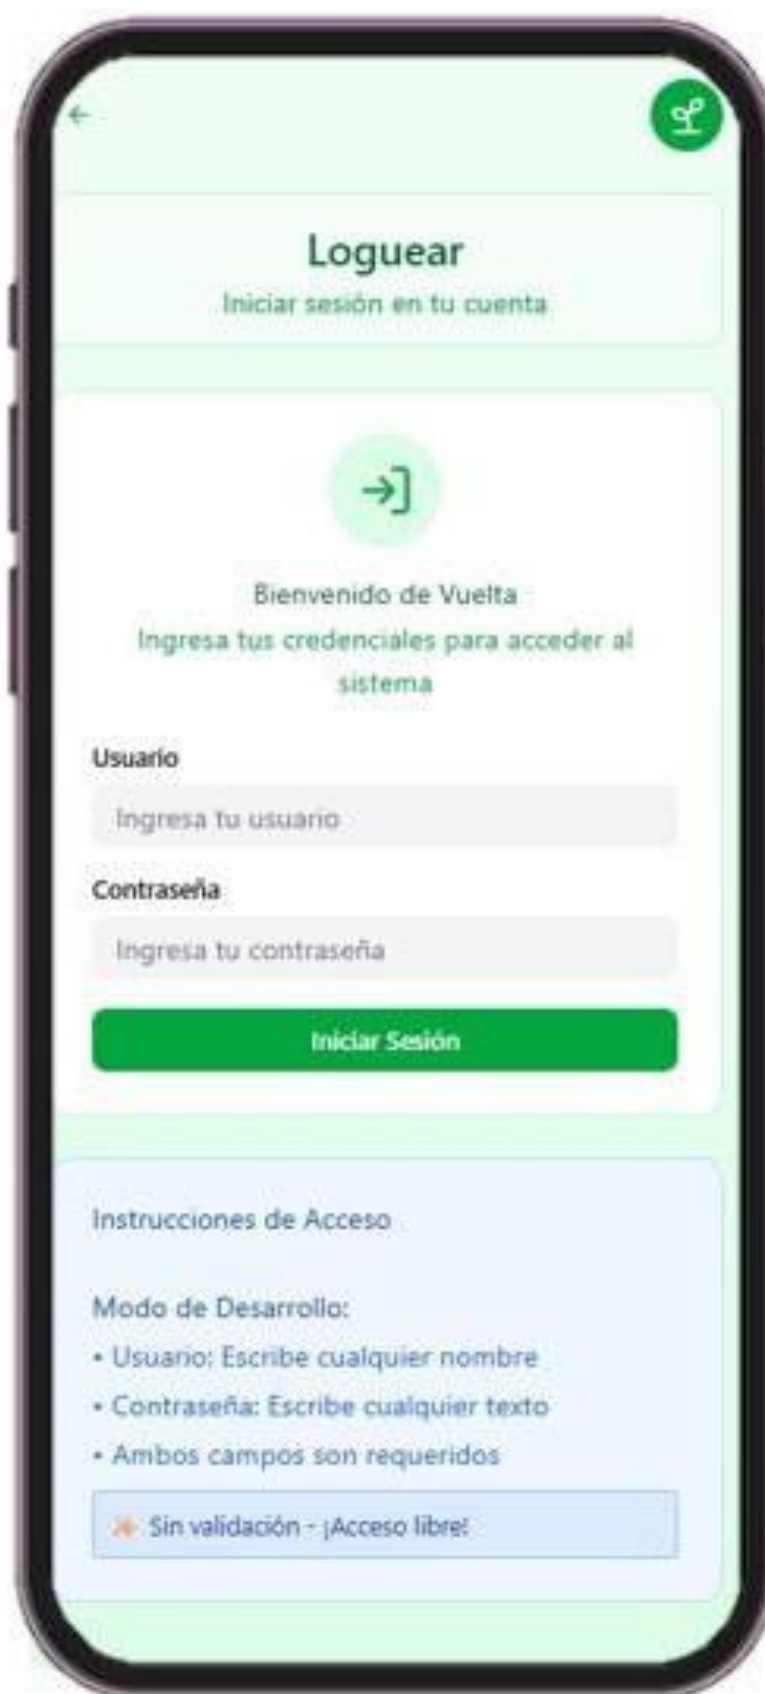 Loguear
Iniciar sesión en tu cuenta
Bienvenido de Vuelta
Ingresa tus credenciales para acceder al
sistema
Usuario
Ingresa tu usuario
Contraseña
Ingresa tu contraseña
Iniciar Sesión
Instrucciones de Acceso
Modo de Desarrollo:
• Usuario: Escribe cualquier nombre
• Contraseña: Escribe cualquier texto
• Ambos campos son requeridos
Sin validación - ¡Acceso libre!